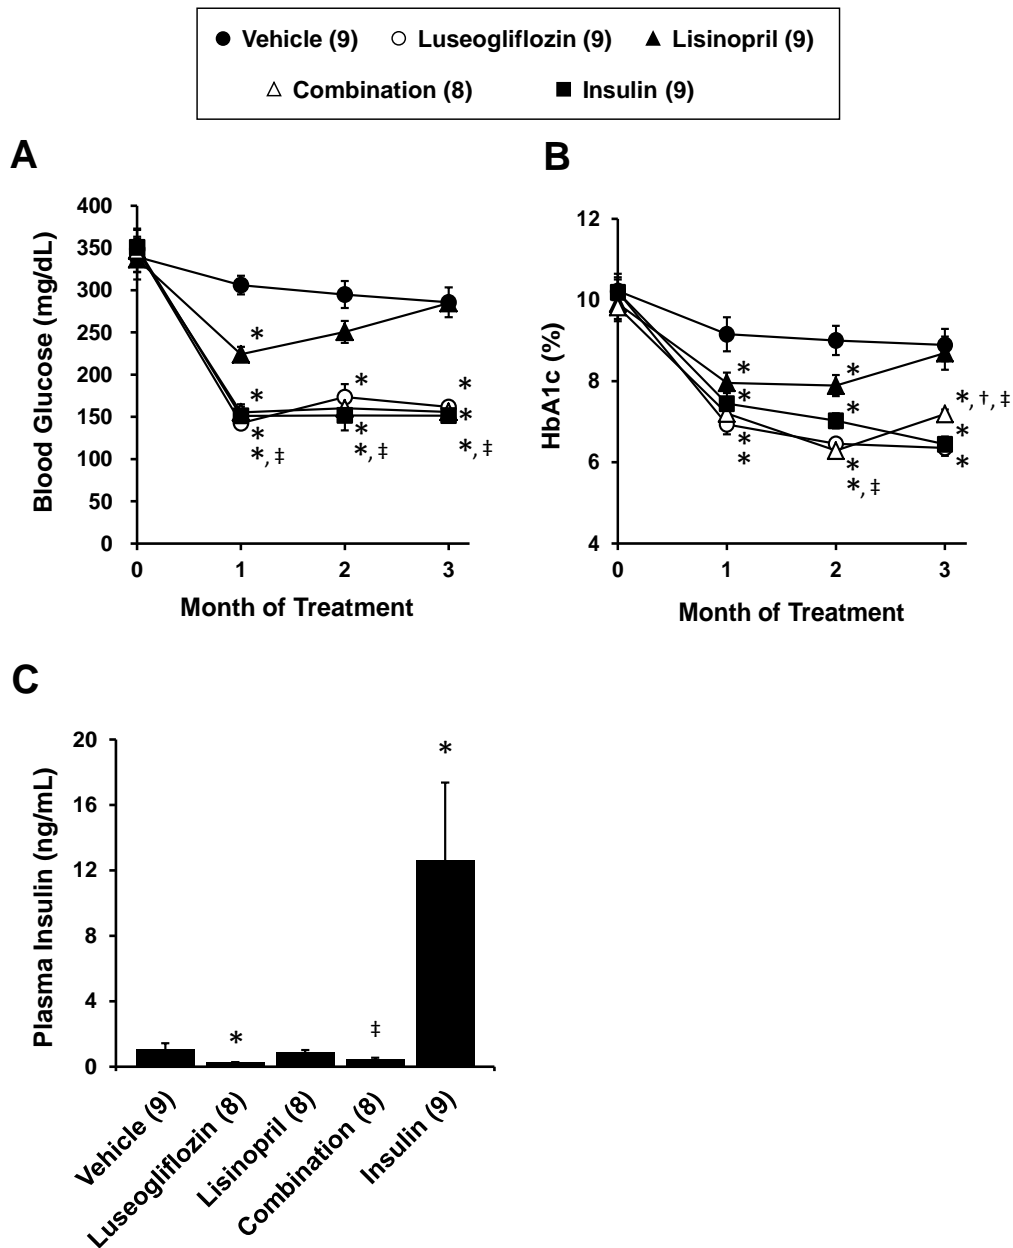 Vehicle (9) Luseogliflozin (9) Lisinopril (9)
Combination (8) Insulin (9)
A
Blood Glucose (mg/dL)
400
350
300
250
200
150
100
50
0
*
*
*
*, ‡
*
*
*, ‡
*
*
*, ‡
0 1 2 3
Month of Treatment
B
HbA1c (%)
12
10
8
6
4
*
*
*
*
*
*
*
*, ‡
*, †, ‡
*
*
0 1 2 3
Month of Treatment
C
Plasma Insulin (ng/mL)
20
16
12
8
4
0
*
‡
*
Vehicle (9)
Luseogliflozin (8)
Lisinopril (8)
Combination (8)
Insulin (9)